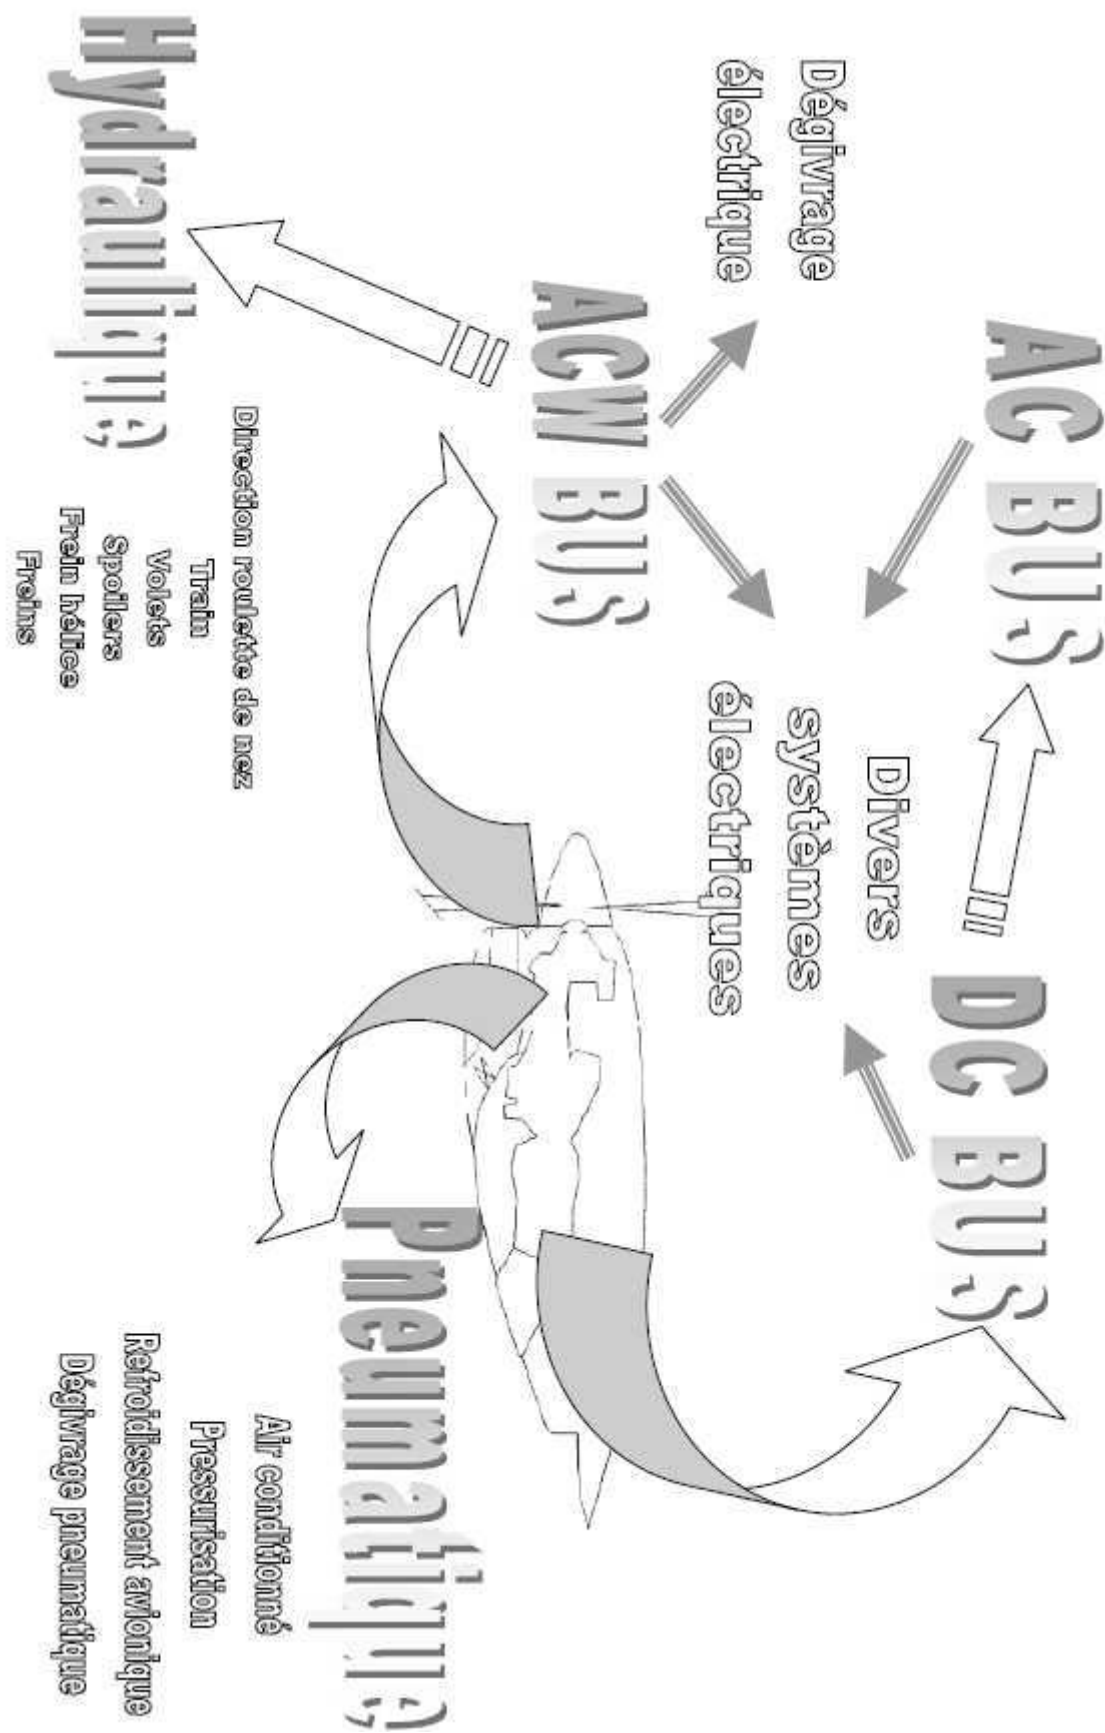 AC BUS
DC BUS
Dégivrage
électrique
Divers
systèmes
électriques
ACW BUS
Pneumatique
Hydraulique
Direction roulette de nez
Train
Volets
Spoilers
Frein hélice
Freins
Air conditionné
Pressurisation
Refroidissement avionique
Dégivrage pneumatique